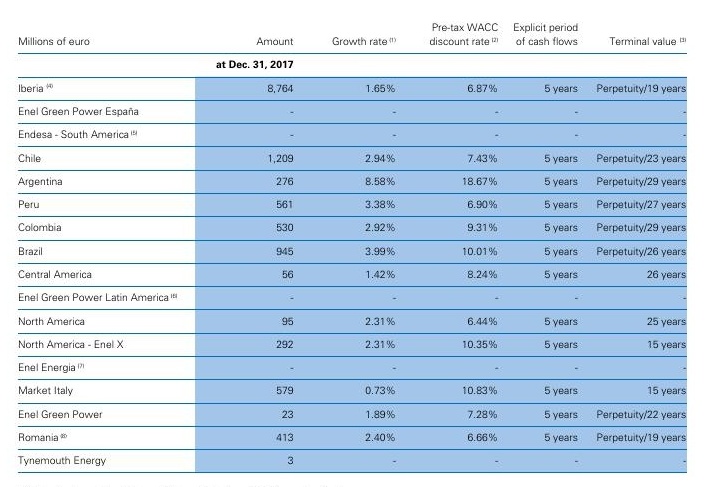 Millions of euro Amount Growth rate (1) Pre-tax WACC discount rate (2) Explicit period of cash flows Terminal value (3)
at Dec. 31, 2017
Iberia (4) 8,764 1.65% 6.87% 5 years Perpetuity/19 years
Enel Green Power España - - - - -
Endesa - South America (5) - - - - -
Chile 1,209 2.94% 7.43% 5 years Perpetuity/23 years
Argentina 276 8.58% 18.67% 5 years Perpetuity/29 years
Peru 561 3.38% 6.90% 5 years Perpetuity/27 years
Colombia 530 2.92% 9.31% 5 years Perpetuity/29 years
Brazil 945 3.99% 10.01% 5 years Perpetuity/26 years
Central America 56 1.42% 8.24% 5 years 26 years
Enel Green Power Latin America (6) - - - - -
North America 95 2.31% 6.44% 5 years 25 years
North America - Enel X 292 2.31% 10.35% 5 years 15 years
Enel Energia (7) - - - - -
Market Italy 579 0.73% 10.83% 5 years 15 years
Enel Green Power 23 1.89% 7.28% 5 years Perpetuity/22 years
Romania (8) 413 2.40% 6.66% 5 years Perpetuity/19 years
Tynemouth Energy 3 - - - -